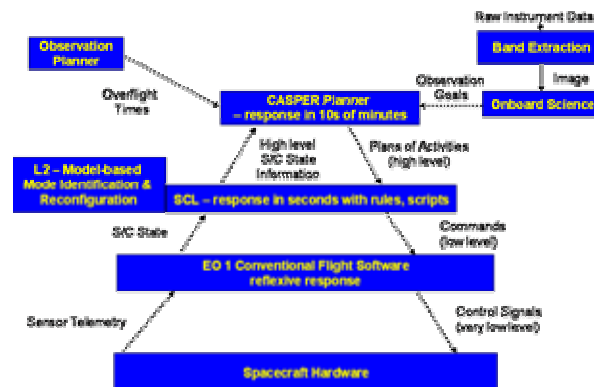 Raw Instrument Data
Observation
Planner
Band Extraction
Observation
Goals
Image
Overflight
Times
CASPER Planner
– response in 10s of minutes
Onboard Science
High level
S/C State
Information
Plans of Activities
(high level)
L2 – Model-based
Mode Identification &
Reconfiguration
SCL – response in seconds with rules, scripts
S/C State
Commands
(low level)
EO 1 Conventional Flight Software
reflexive response
Sensor Telemetry
Control Signals
(very low level)
Spacecraft Hardware